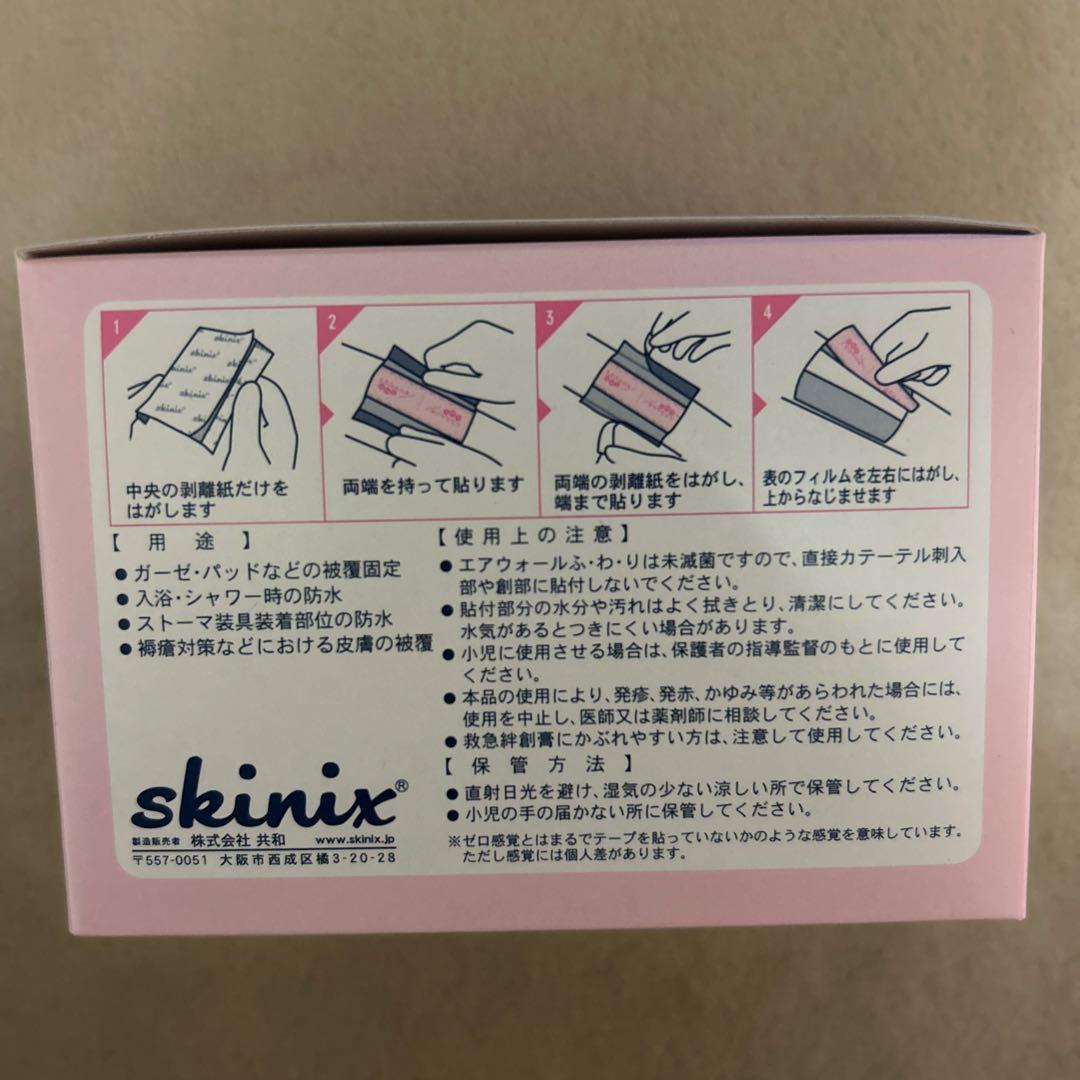 1
skinix
中央の剥離紙だけを
はがします
2
両端を持って貼ります
3
両端の剥離紙をはがし、
端まで貼ります
4
表のフィルムを左右にはがし、
上からなじませます
【用途】
●ガーゼ・パッドなどの被覆固定
●入浴・シャワー時の防水
●ストーマ装具装着部位の防水
●褥瘡対策などにおける皮膚の被覆
【使用上の注意】
●エアウォールふ・わ・りは未滅菌ですので、直接カテーテル刺入
部や創部に貼付しないでください。
●貼付部分の水分や汚れはよく拭きとり、清潔にしてください。
水気があるとつきにくい場合があります。
●小児に使用させる場合は、保護者の指導監督のもとに使用して
ください。
●本品の使用により、発疹、発赤、かゆみ等があらわれた場合には、
使用を中止し、医師又は薬剤師に相談してください。
●救急絆創膏にかぶれやすい方は、注意して使用してください。
【保管方法】
●直射日光を避け、湿気の少ない涼しい所で保管してください。
●小児の手の届かない所に保管してください。
※ゼロ感覚とはまるでテープを貼っていないかのような感覚を意味しています。
ただし感覚には個人差があります。
skinix®
製造販売者 株式会社 共和 www.skinix.jp
〒557-0051 大阪市西成区橘3-20-28